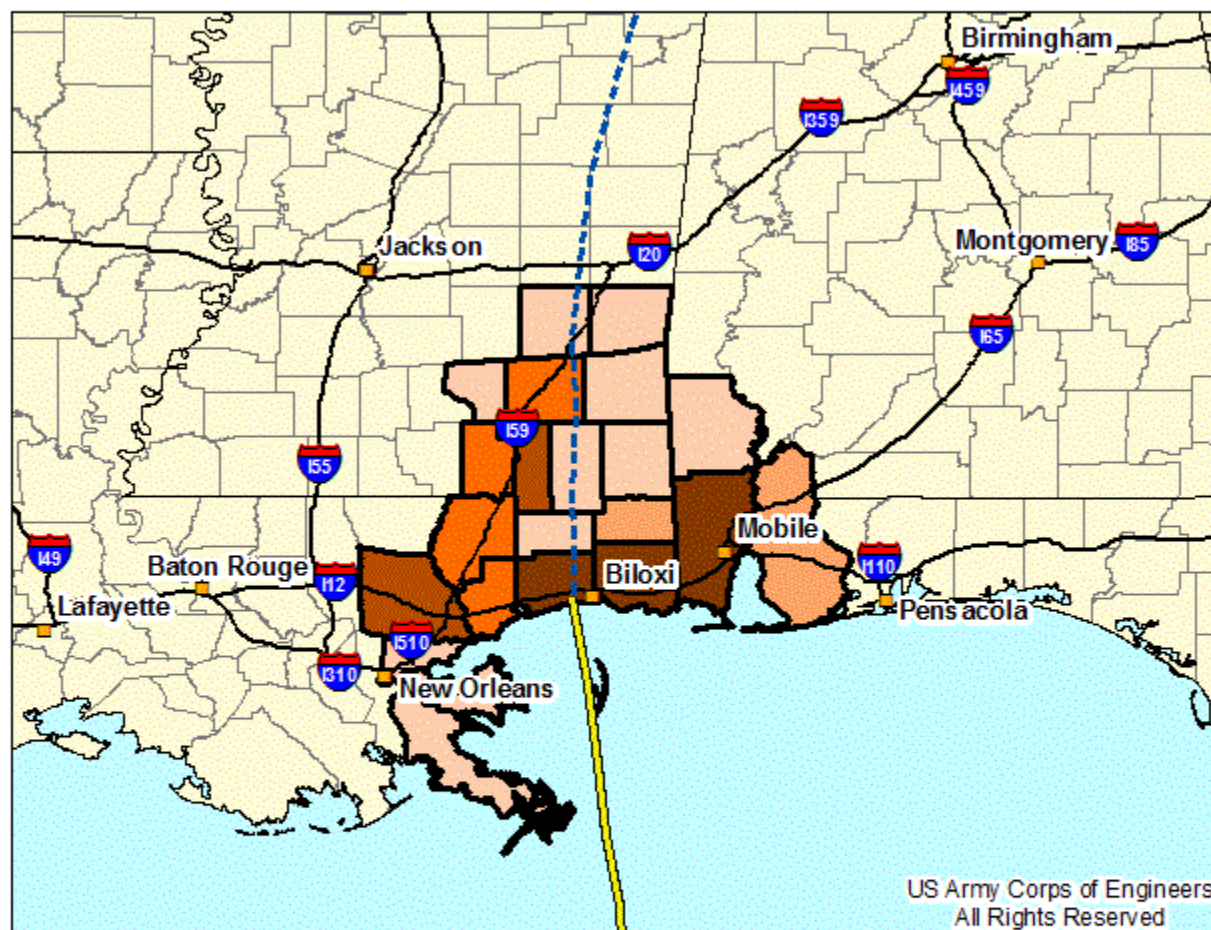 Birmingham
I459
I359
Jackson
I20
Montgomery
I85
I65
I59
I55
Mobile
I49
Baton Rouge
I12
Biloxi
I110
Lafayette
Pensacola
I510
I310
New Orleans
US Army Corps of Engineers
All Rights Reserved